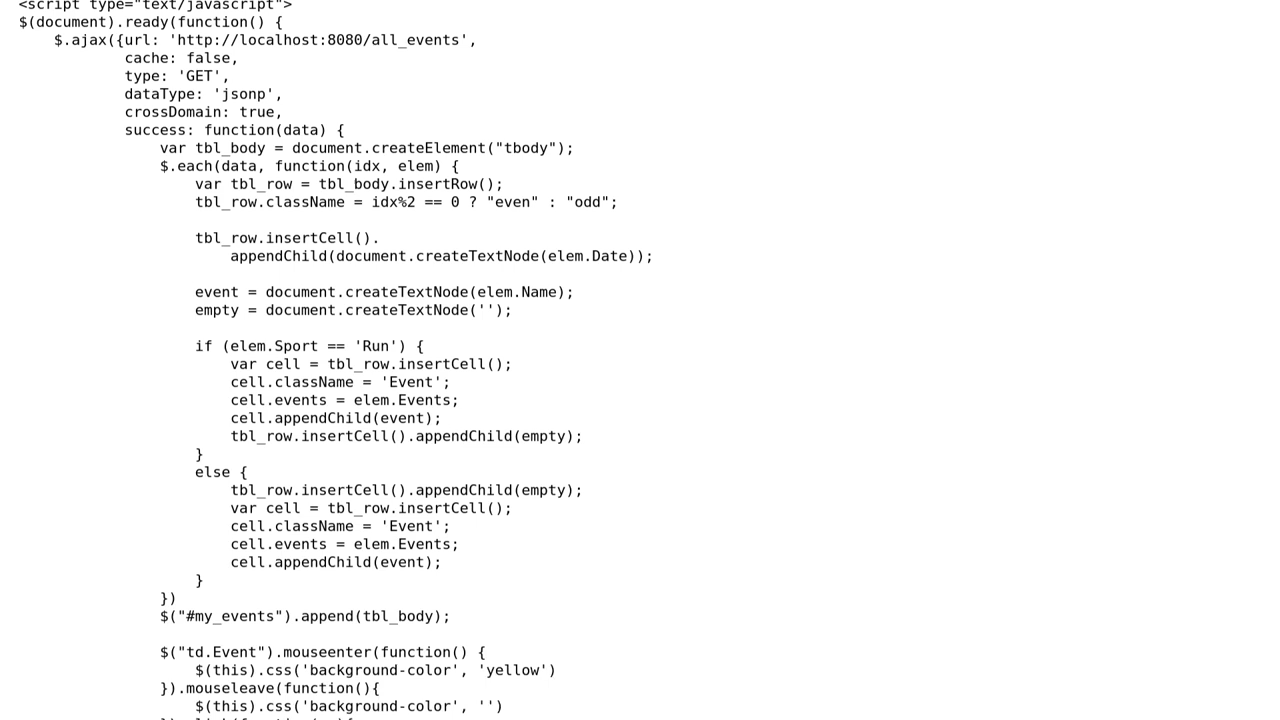 <script type="text/javascript">
$(document).ready(function() {
    $.ajax({url: 'http://localhost:8080/all_events',
            cache: false,
            type: 'GET',
            dataType: 'jsonp',
            crossDomain: true,
            success: function(data) {
                var tbl_body = document.createElement("tbody");
                $.each(data, function(idx, elem) {
                    var tbl_row = tbl_body.insertRow();
                    tbl_row.className = idx%2 == 0 ? "even" : "odd";

                    tbl_row.insertCell().
                        appendChild(document.createTextNode(elem.Date));

                    event = document.createTextNode(elem.Name);
                    empty = document.createTextNode('');

                    if (elem.Sport == 'Run') {
                        var cell = tbl_row.insertCell();
                        cell.className = 'Event';
                        cell.events = elem.Events;
                        cell.appendChild(event);
                        tbl_row.insertCell().appendChild(empty);
                    }
                    else {
                        tbl_row.insertCell().appendChild(empty);
                        var cell = tbl_row.insertCell();
                        cell.className = 'Event';
                        cell.events = elem.Events;
                        cell.appendChild(event);
                    }
                })
                $("#my_events").append(tbl_body);

                $("td.Event").mouseenter(function() {
                    $(this).css('background-color', 'yellow')
                }).mouseleave(function(){
                    $(this).css('background-color', '')